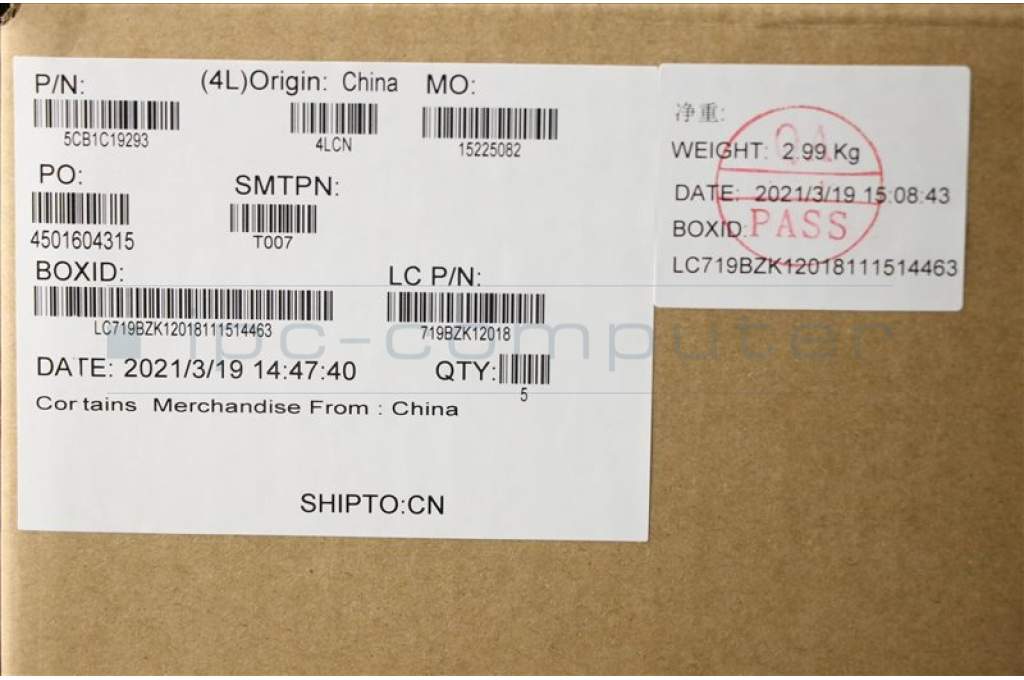 P/N: (4L)Origin: China MO:
5CB1C19293 4LCN 15225082
PO: SMTPN:
4501604315 T007
BOXID: LC P/N:
LC719BZK12018111514463 719BZK12018
DATE: 2021/3/19 14:47:40 QTY:
5
Cortains Merchandise From : China
SHIPTO:CN
净重:
WEIGHT: 2.99 Kg
DATE: 2021/3/19 15:08:43
BOXID:
LC719BZK12018111514463
QA
PASS
ipc-computer